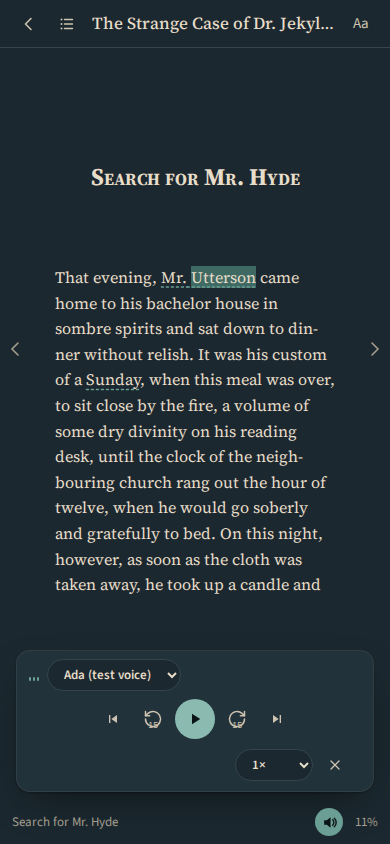 The Strange Case of Dr. Jekyl...
Aa
Search for Mr. Hyde
That evening, Mr. Utterson came
home to his bachelor house in
sombre spirits and sat down to din-
ner without relish. It was his custom
of a Sunday, when this meal was over,
to sit close by the fire, a volume of
some dry divinity on his reading
desk, until the clock of the neigh-
bouring church rang out the hour of
twelve, when he would go soberly
and gratefully to bed. On this night,
however, as soon as the cloth was
taken away, he took up a candle and
Ada (test voice)
15
15
1×
Search for Mr. Hyde
11%